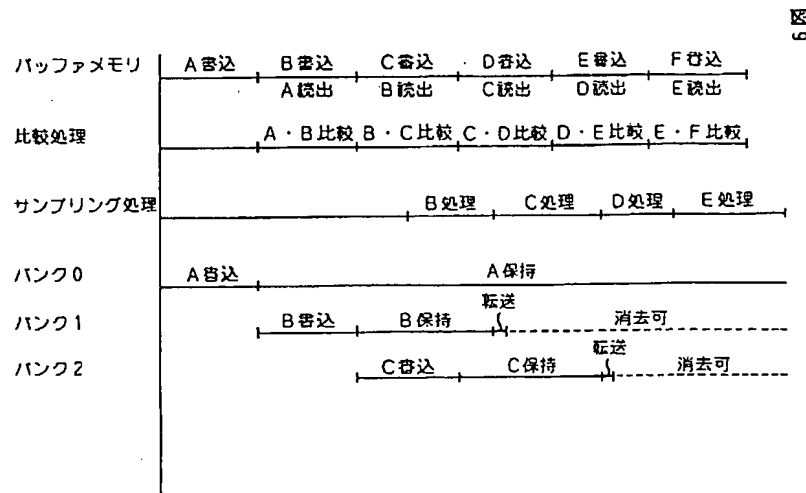 図6
バッファメモリ A書込 B書込 C書込 D書込 E書込 F書込
A読出 B読出 C読出 D読出 E読出
比較処理 A・B比較 B・C比較 C・D比較 D・E比較 E・F比較
サンプリング処理 B処理 C処理 D処理 E処理
バンク0 A書込 A保持
バンク1 B書込 B保持 転送 消去可
バンク2 C書込 C保持 転送 消去可